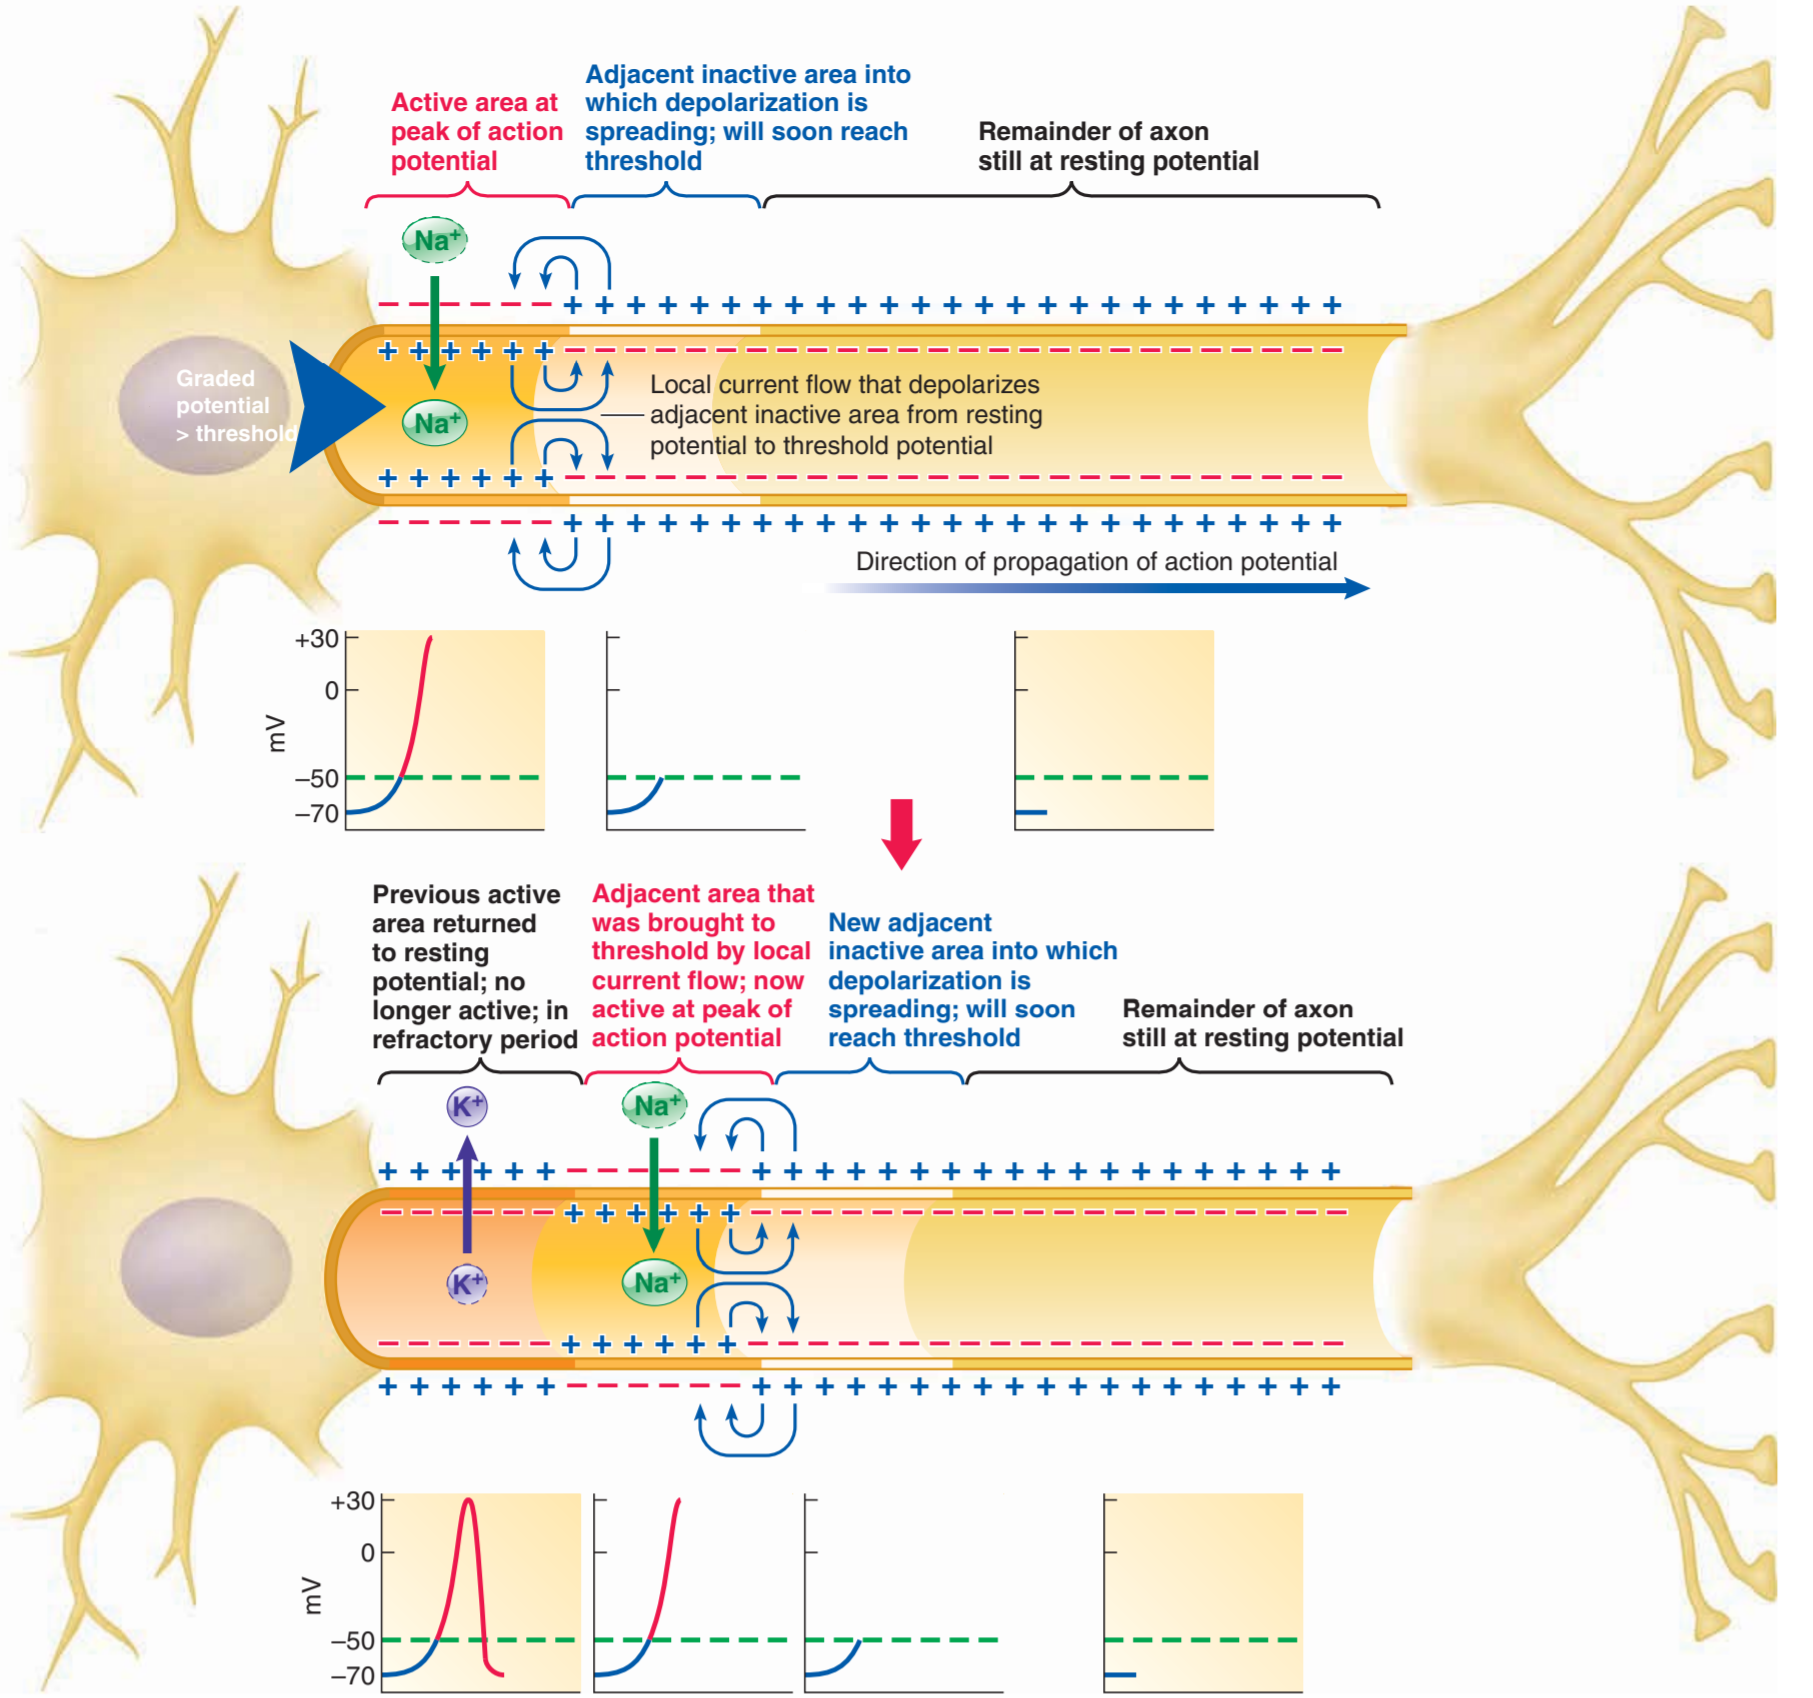 Active area at
peak of action
potential
Adjacent inactive area into
which depolarization is
spreading; will soon reach
threshold
Remainder of axon
still at resting potential
Na+
Graded
potential
> threshold
Na+
Local current flow that depolarizes
adjacent inactive area from resting
potential to threshold potential
Direction of propagation of action potential
+30
0
mV
–50
–70
Previous active
area returned
to resting
potential; no
longer active; in
refractory period
Adjacent area that
was brought to
threshold by local
current flow; now
active at peak of
action potential
New adjacent
inactive area into which
depolarization is
spreading; will soon
reach threshold
Remainder of axon
still at resting potential
K+
Na+
K+
Na+
+30
0
mV
–50
–70